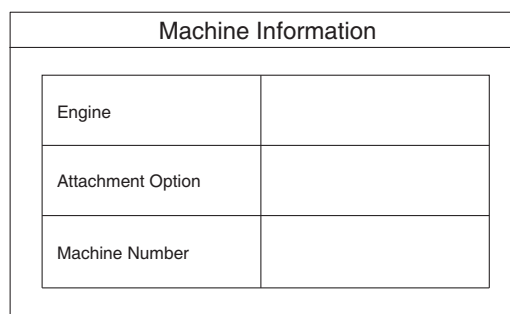 Machine Information
Engine
Attachment Option
Machine Number